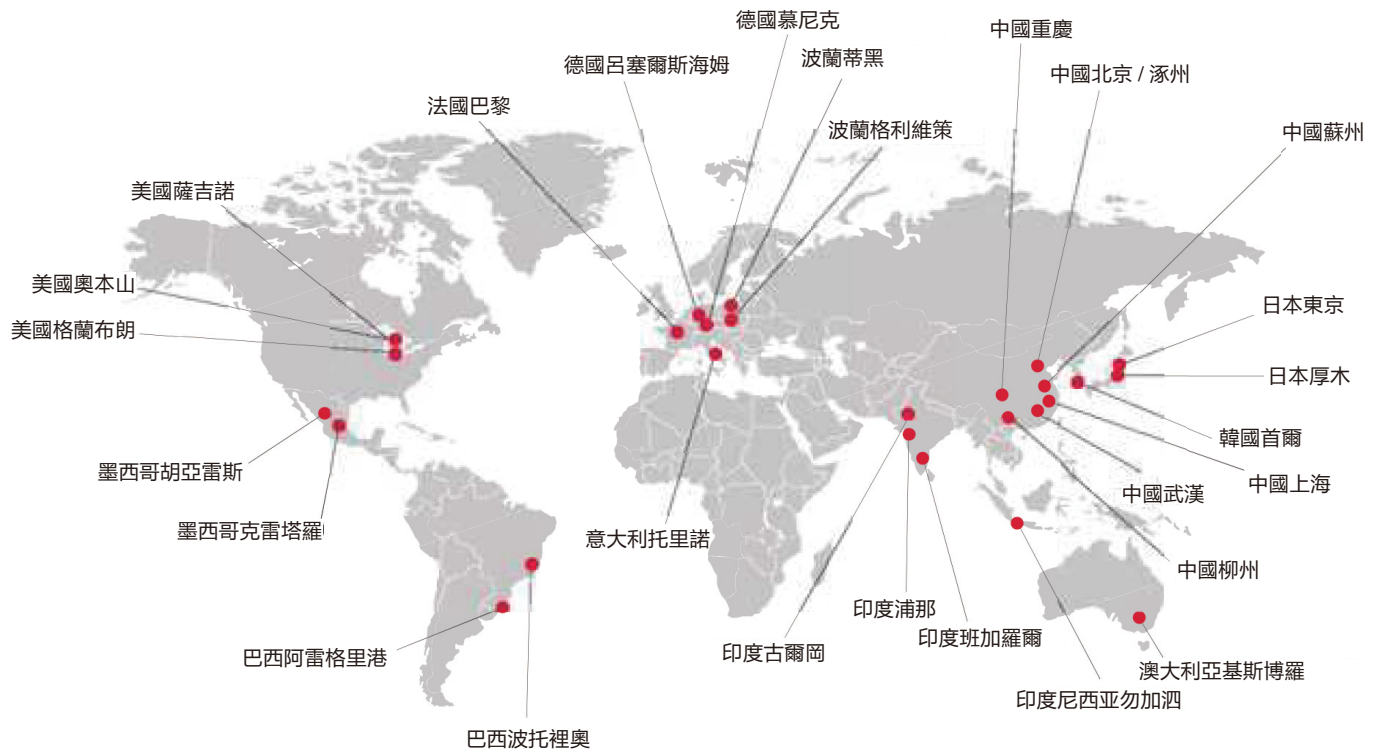 德國慕尼克
中國重慶
德國呂塞爾斯海姆
波蘭蒂黑
中國北京 / 涿州
法國巴黎
波蘭格利維策
中國蘇州
美國薩吉諾
美國奧本山
美國格蘭布朗
日本東京
日本厚木
韓國首爾
墨西哥胡亞雷斯
中國上海
中國武漢
墨西哥克雷塔羅
意大利托里諾
中國柳州
印度浦那
印度班加羅爾
印度古爾岡
巴西阿雷格里港
澳大利亞基斯博羅
印度尼西亚勿加泗
巴西波托裡奧